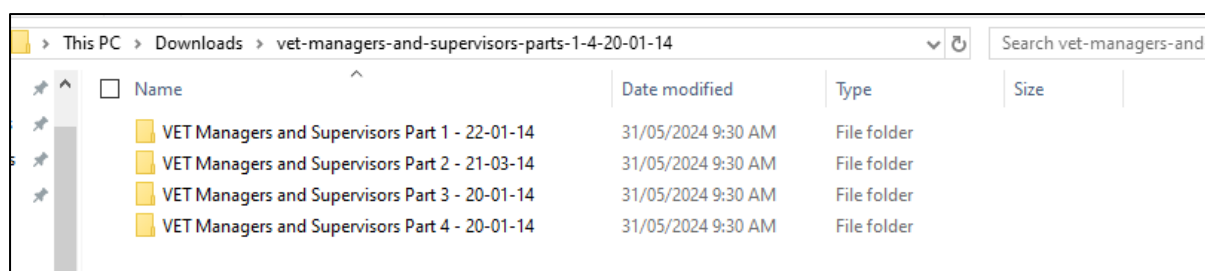 > This PC > Downloads > vet-managers-and-supervisors-parts-1-4-20-01-14 Search vet-managers-and
Name Date modified Type Size
VET Managers and Supervisors Part 1 - 22-01-14 31/05/2024 9:30 AM File folder
VET Managers and Supervisors Part 2 - 21-03-14 31/05/2024 9:30 AM File folder
VET Managers and Supervisors Part 3 - 20-01-14 31/05/2024 9:30 AM File folder
VET Managers and Supervisors Part 4 - 20-01-14 31/05/2024 9:30 AM File folder